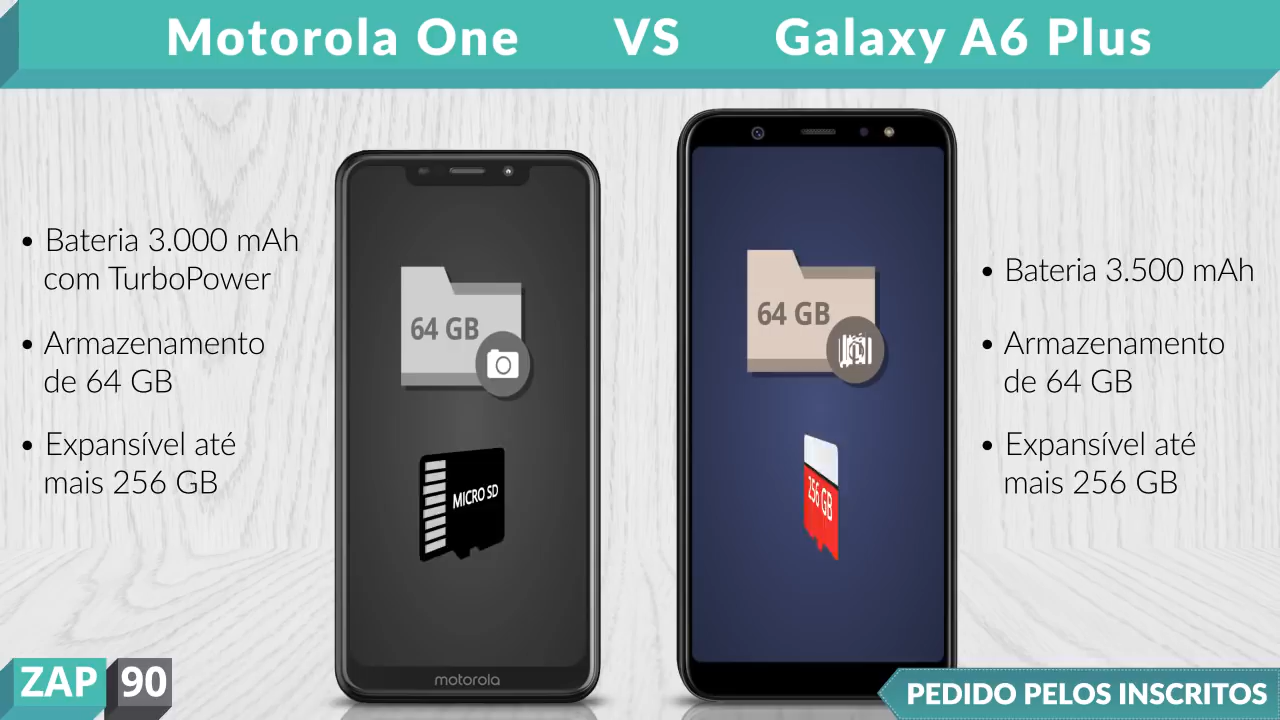 Motorola One VS Galaxy A6 Plus
• Bateria 3.000 mAh
com TurboPower
• Armazenamento
de 64 GB
• Expansível até
mais 256 GB
64 GB
MICRO SD
motorola
64 GB
256 GB
• Bateria 3.500 mAh
• Armazenamento
de 64 GB
• Expansível até
mais 256 GB
ZAP 90
PEDIDO PELOS INSCRITOS